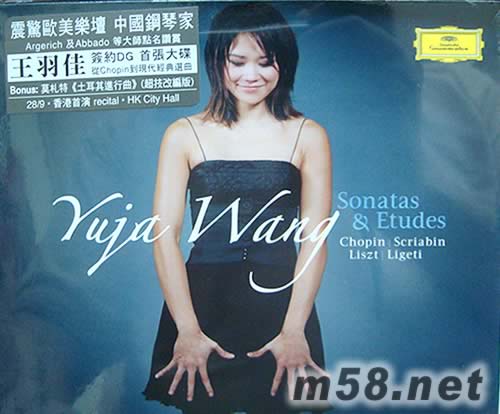 震驚歐美樂壇 中國鋼琴家
Argerich 及Abbado 等大師點名讚賞
王羽佳 簽約DG 首張大碟
從Chopin到現代經典選曲
Bonus: 莫札特《土耳其進行曲》(超技改編版)
28/9・香港首演 recital・HK City Hall
Deutsche
Grammophon
Yuja Wang
Sonatas
& Etudes
Chopin | Scriabin
Liszt | Ligeti
m58.net